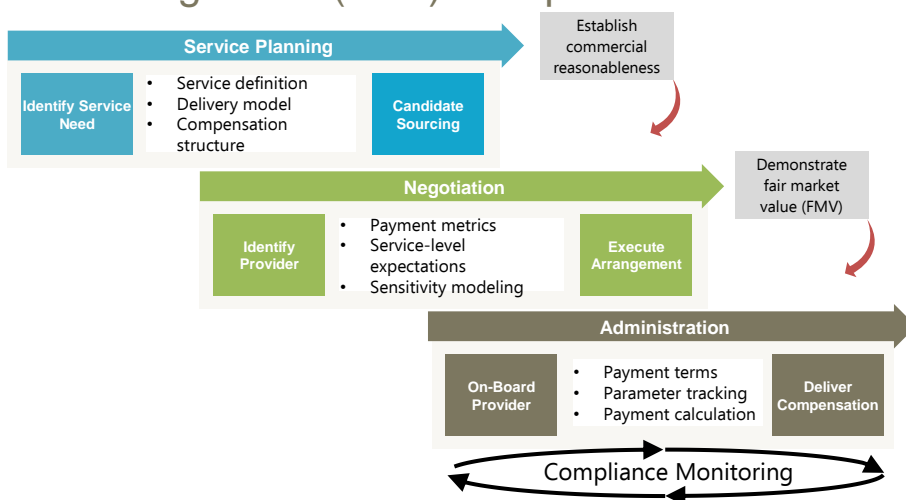 Service Planning
Establish
commercial
reasonableness
Identify Service
Need
• Service definition
• Delivery model
• Compensation
structure
Candidate
Sourcing
Negotiation
Demonstrate
fair market
value (FMV)
Identify
Provider
• Payment metrics
• Service-level
expectations
• Sensitivity modeling
Execute
Arrangement
Administration
On-Board
Provider
• Payment terms
• Parameter tracking
• Payment calculation
Deliver
Compensation
Compliance Monitoring